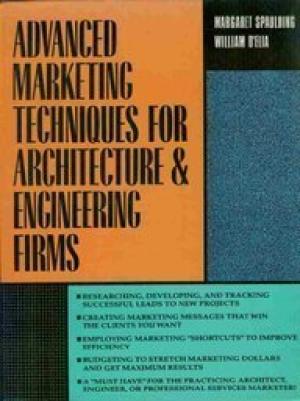 MARGARET SPAULDING
WILLIAM D'ELIA
ADVANCED
MARKETING
TECHNIQUES FOR
ARCHITECTURE &
ENGINEERING
FIRMS
■ RESEARCHING, DEVELOPING, AND TRACKING
SUCCESSFUL LEADS TO NEW PROJECTS
■ CREATING MARKETING MESSAGES THAT WIN
THE CLIENTS YOU WANT
■ EMPLOYING MARKETING "SHORTCUTS" TO IMPROVE
EFFICIENCY
■ BUDGETING TO STRETCH MARKETING DOLLARS
AND GET MAXIMUM RESULTS
■ A "MUST HAVE" FOR THE PRACTICING ARCHITECT,
ENGINEER, OR PROFESSIONAL SERVICES MARKETER!